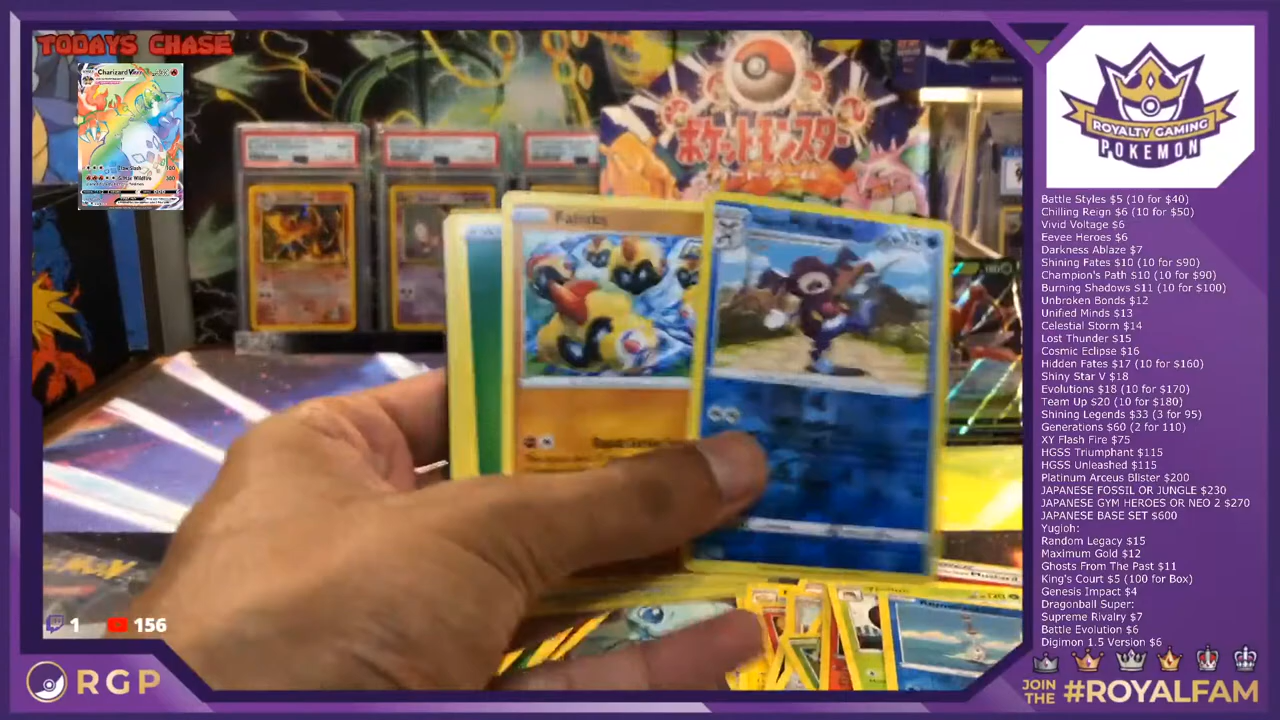 TODAYS CHASE
Charizard
G-Max Wildfire
ポケットモンスター
カードゲーム
Falinks
ROYALTY GAMING
POKEMON
Battle Styles $5 (10 for $40)
Chilling Reign $6 (10 for $50)
Vivid Voltage $6
Eevee Heroes $6
Darkness Ablaze $7
Shining Fates $10 (10 for $90)
Champion's Path $10 (10 for $90)
Burning Shadows $11 (10 for $100)
Unbroken Bonds $12
Unified Minds $13
Celestial Storm $14
Lost Thunder $15
Cosmic Eclipse $16
Hidden Fates $17 (10 for $160)
Shiny Star V $18
Evolutions $18 (10 for $170)
Team Up $20 (10 for $180)
Shining Legends $33 (3 for 95)
Generations $60 (2 for 110)
XY Flash Fire $75
HGSS Triumphant $115
HGSS Unleashed $115
Platinum Arceus Blister $200
JAPANESE FOSSIL OR JUNGLE $230
JAPANESE GYM HEROES OR NEO 2 $270
JAPANESE BASE SET $600
Yugioh:
Random Legacy $15
Maximum Gold $12
Ghosts From The Past $11
King's Court $5 (100 for Box)
Genesis Impact $4
Dragonball Super:
Supreme Rivalry $7
Battle Evolution $6
Digimon 1.5 Version $6
1 156
RGP
JOIN
THE #ROYALFAM